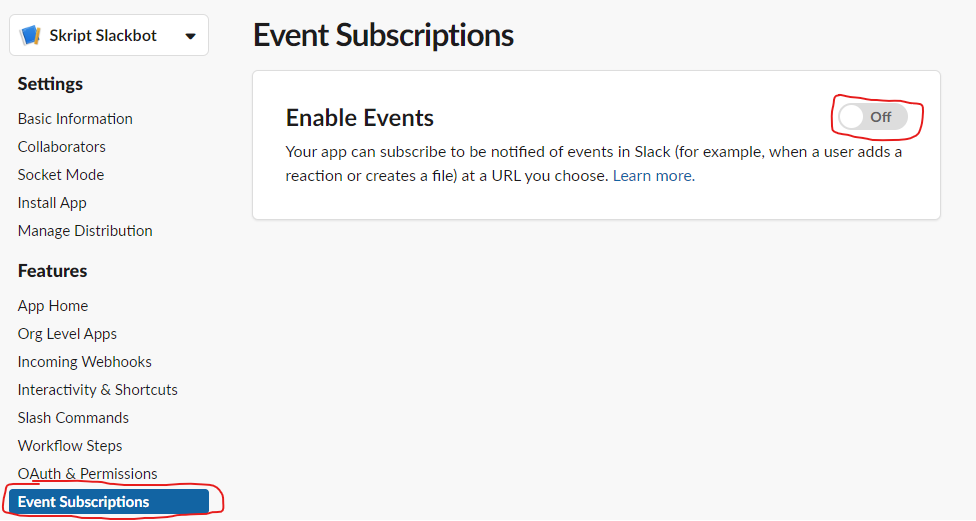 Skript Slackbot
Settings
Basic Information
Collaborators
Socket Mode
Install App
Manage Distribution
Features
App Home
Org Level Apps
Incoming Webhooks
Interactivity & Shortcuts
Slash Commands
Workflow Steps
OAuth & Permissions
Event Subscriptions
Event Subscriptions
Enable Events
Off
Your app can subscribe to be notified of events in Slack (for example, when a user adds a
reaction or creates a file) at a URL you choose. Learn more.